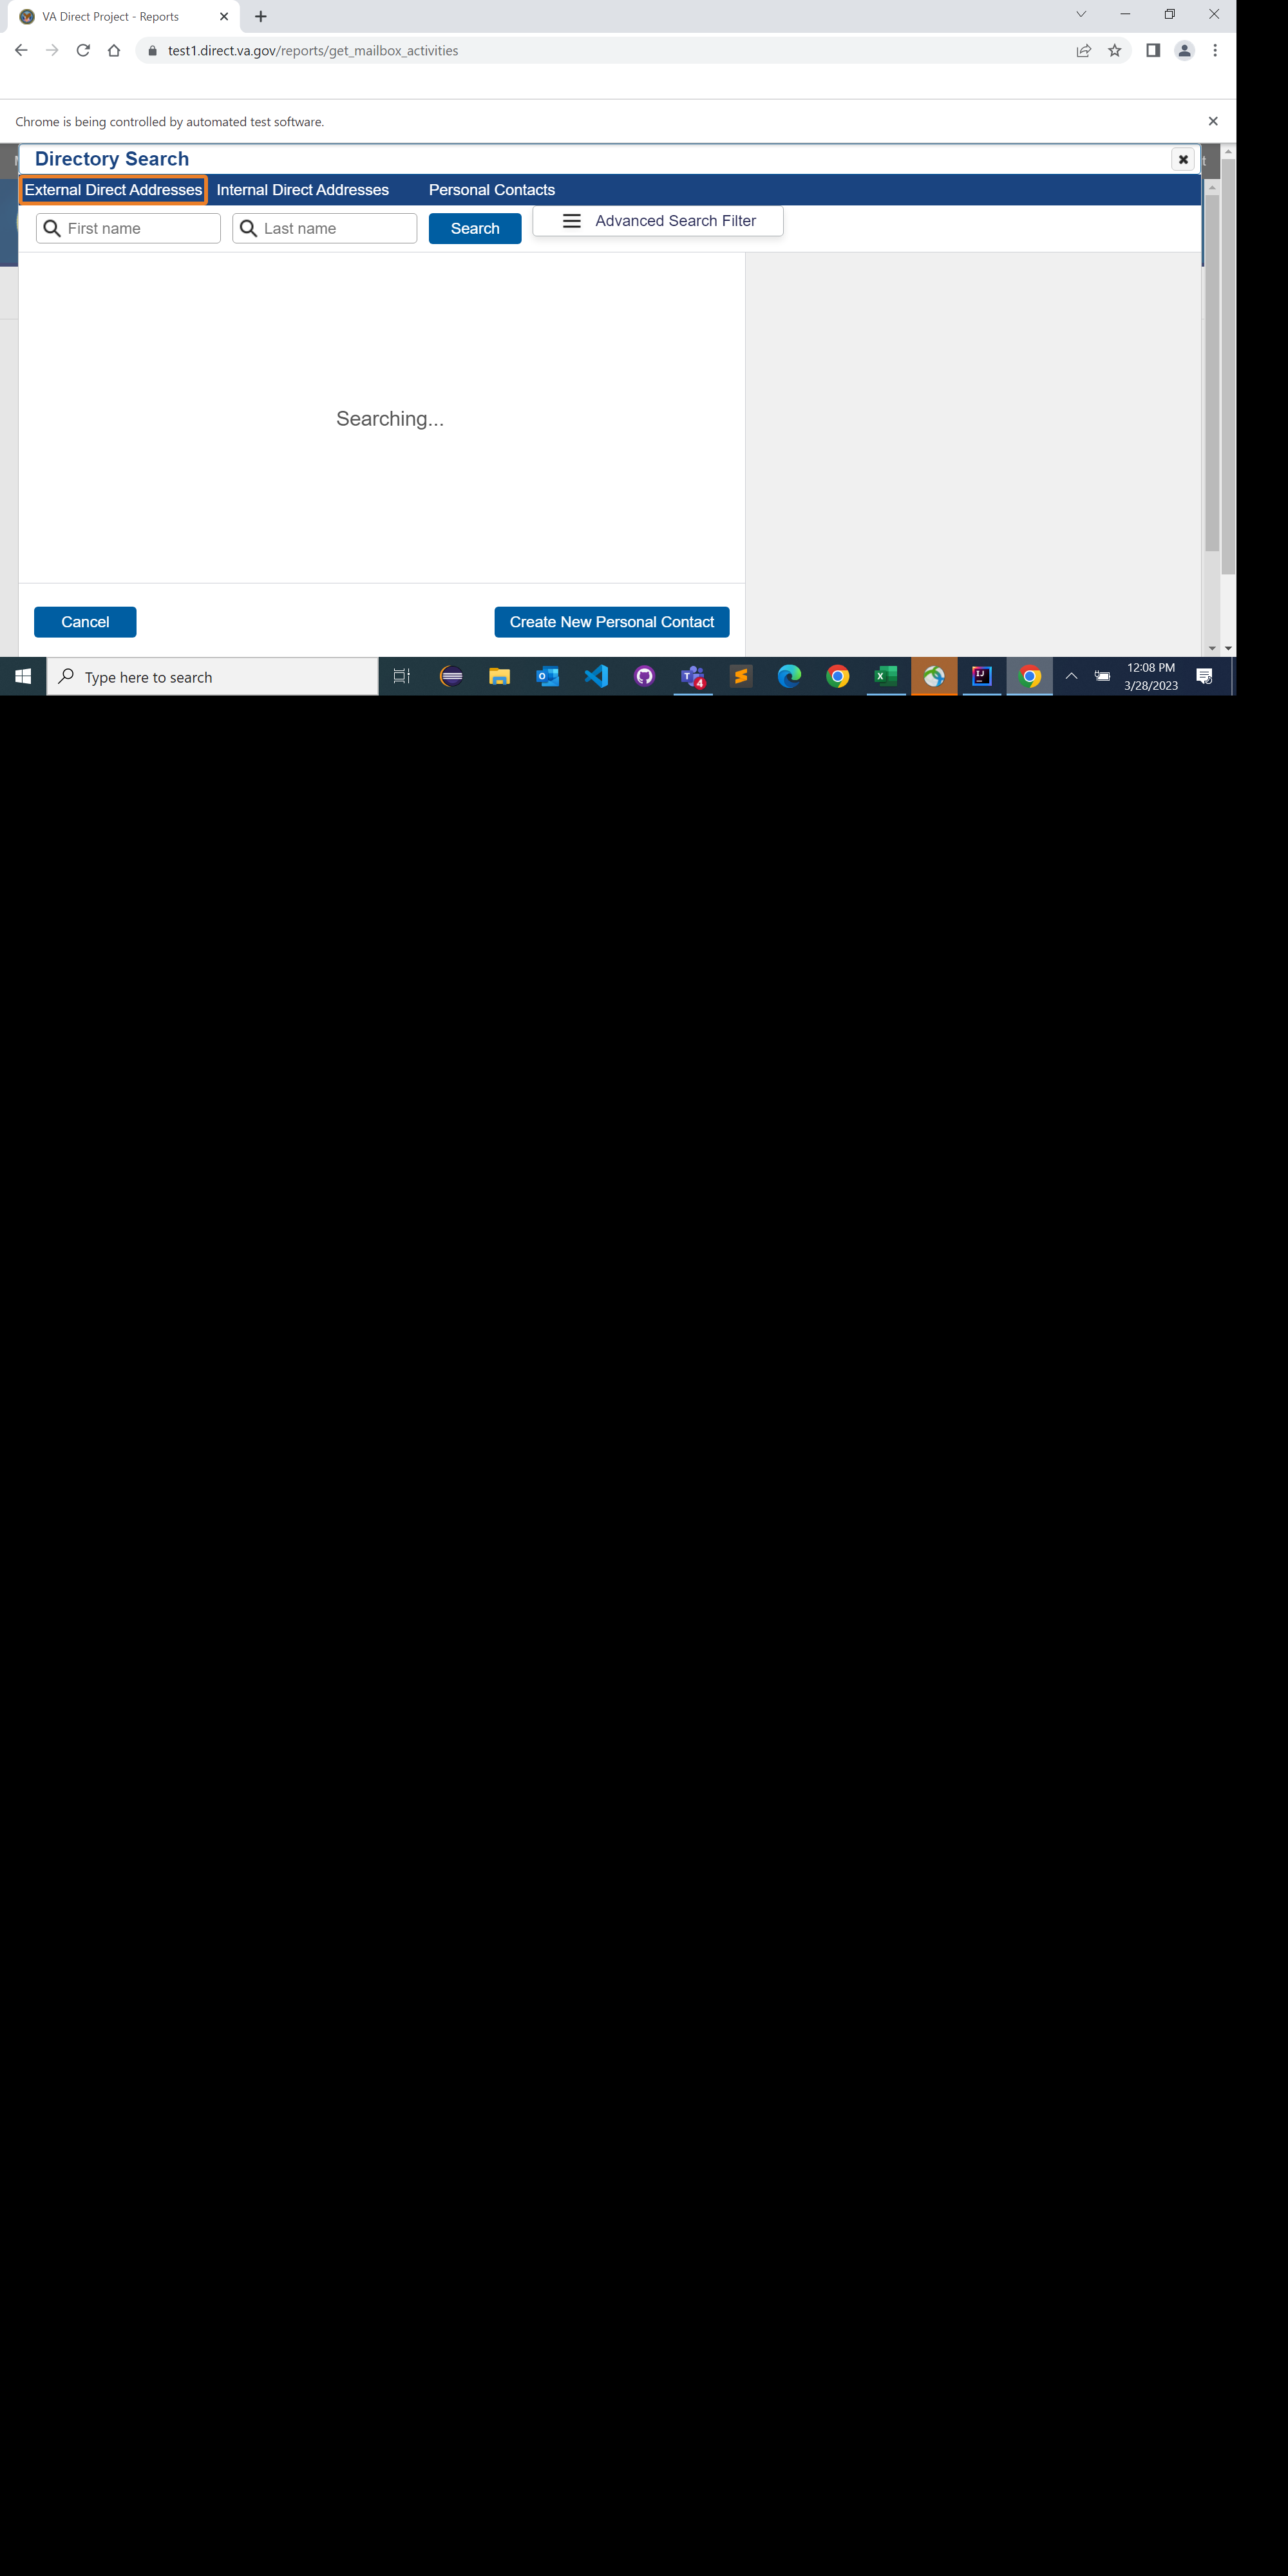 VA Direct Project - Reports
test1.direct.va.gov/reports/get_mailbox_activities
Chrome is being controlled by automated test software.
Directory Search
External Direct Addresses Internal Direct Addresses Personal Contacts
First name Last name Search Advanced Search Filter
Searching...
Cancel Create New Personal Contact
Type here to search
4
12:08 PM
3/28/2023